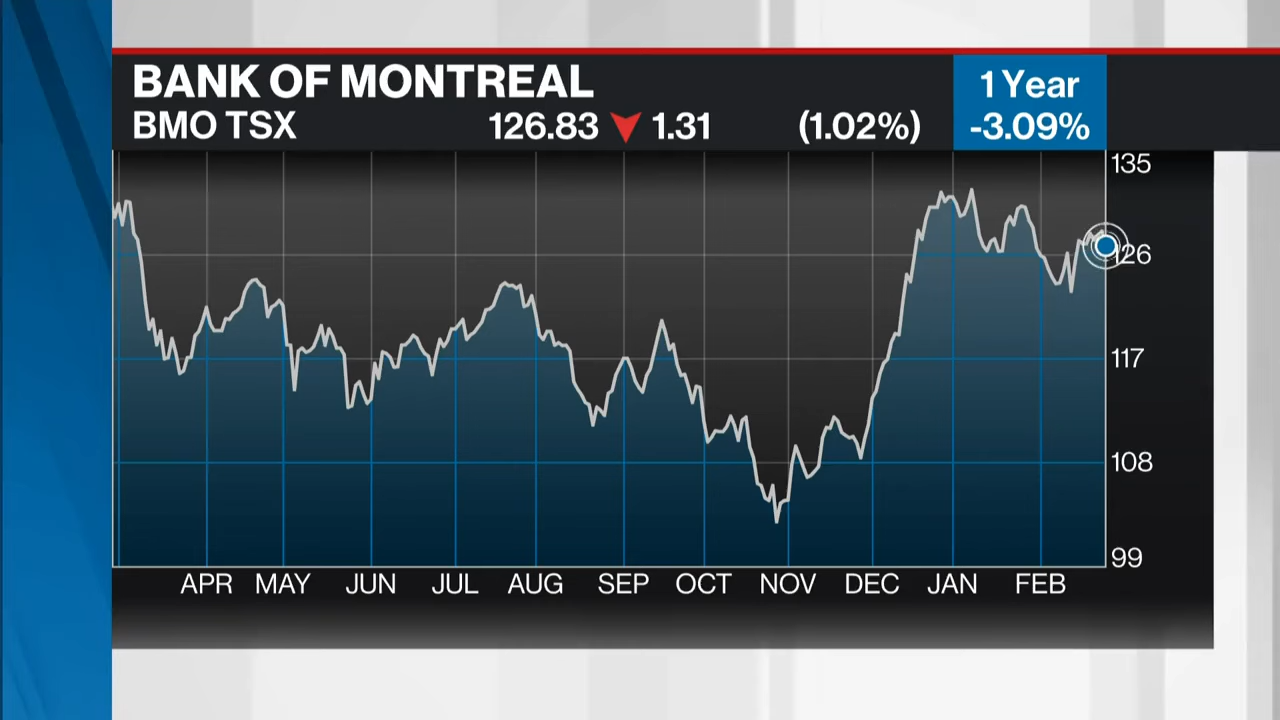 BANK OF MONTREAL
BMO TSX 126.83 1.31 (1.02%)
1 Year
-3.09%
135
126
117
108
99
APR MAY JUN JUL AUG SEP OCT NOV DEC JAN FEB